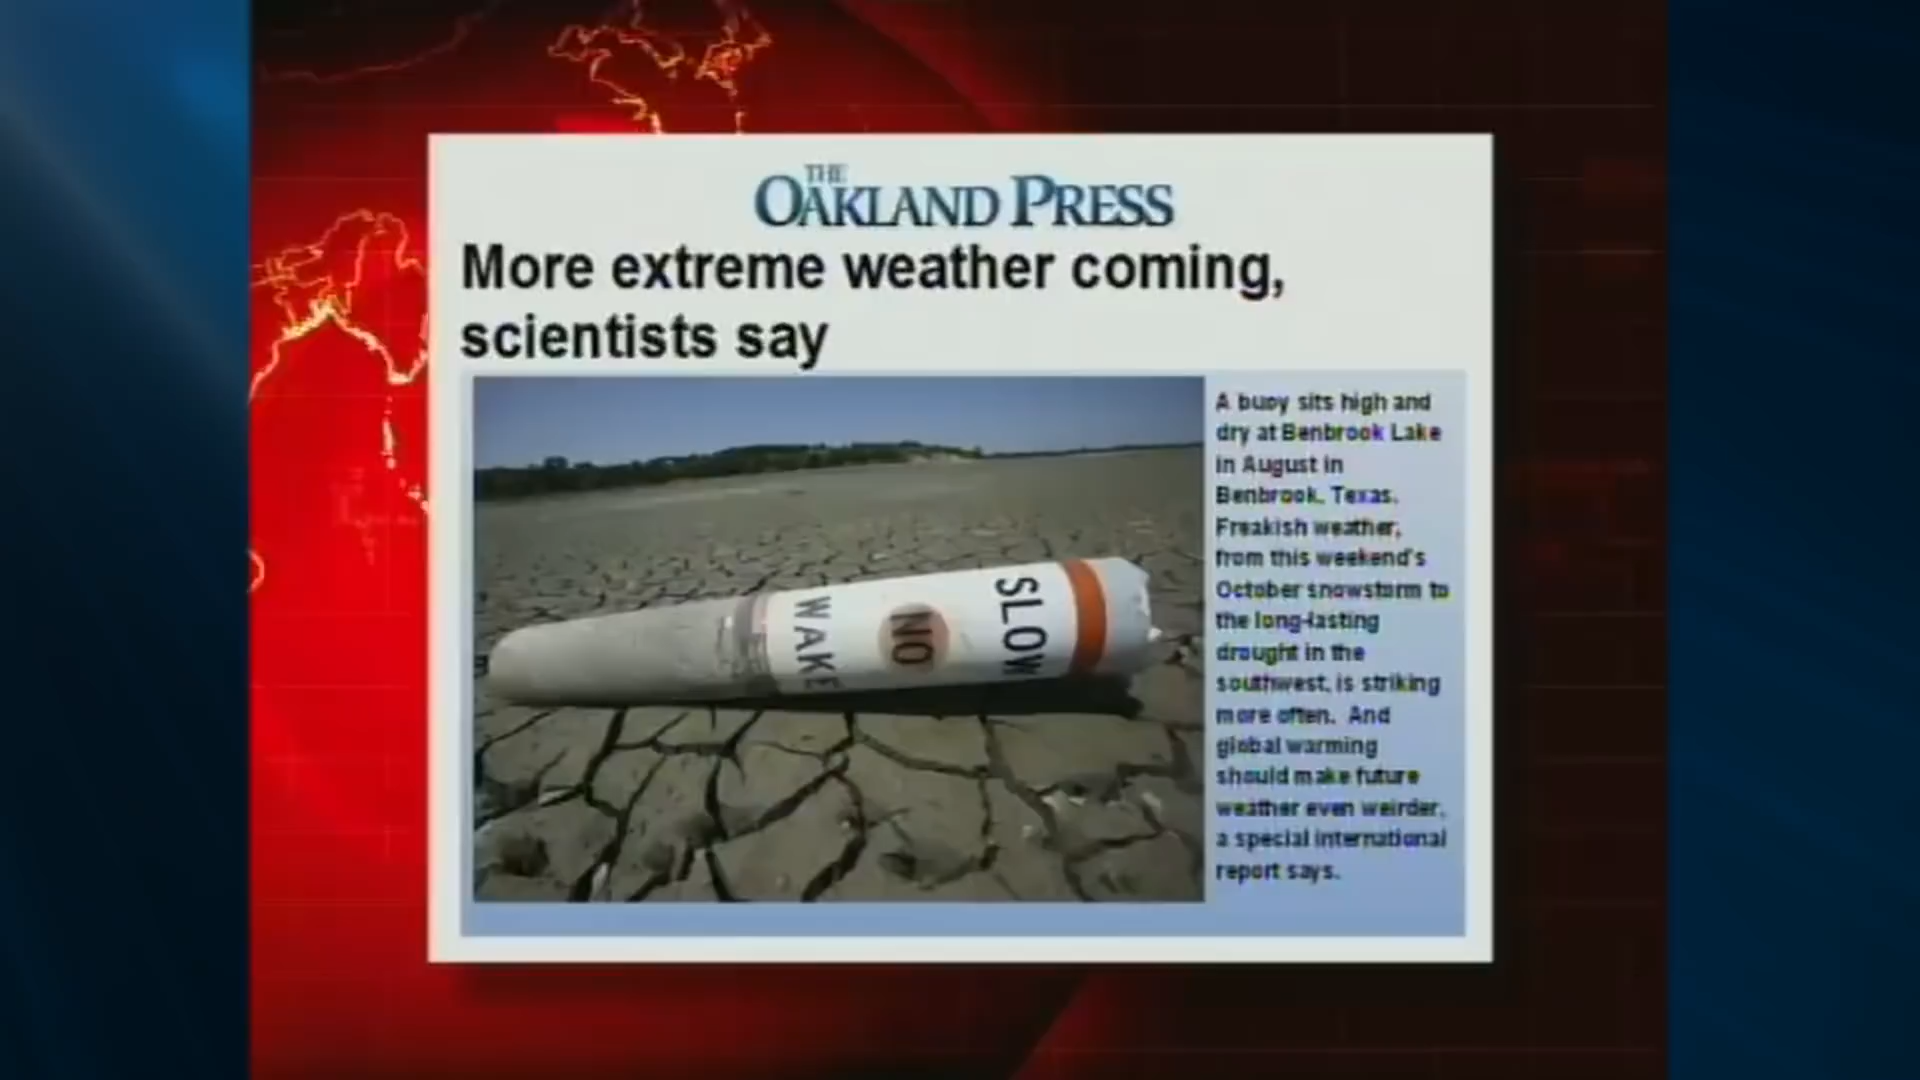 THE
OAKLAND PRESS
More extreme weather coming,
scientists say
A buoy sits high and
dry at Benbrook Lake
in August in
Benbrook, Texas.
Freakish weather,
from this weekend's
October snowstorm to
the long-lasting
drought in the
southwest, is striking
more often. And
global warming
should make future
weather even weirder,
a special international
report says.
SLOW
NO
WAKE